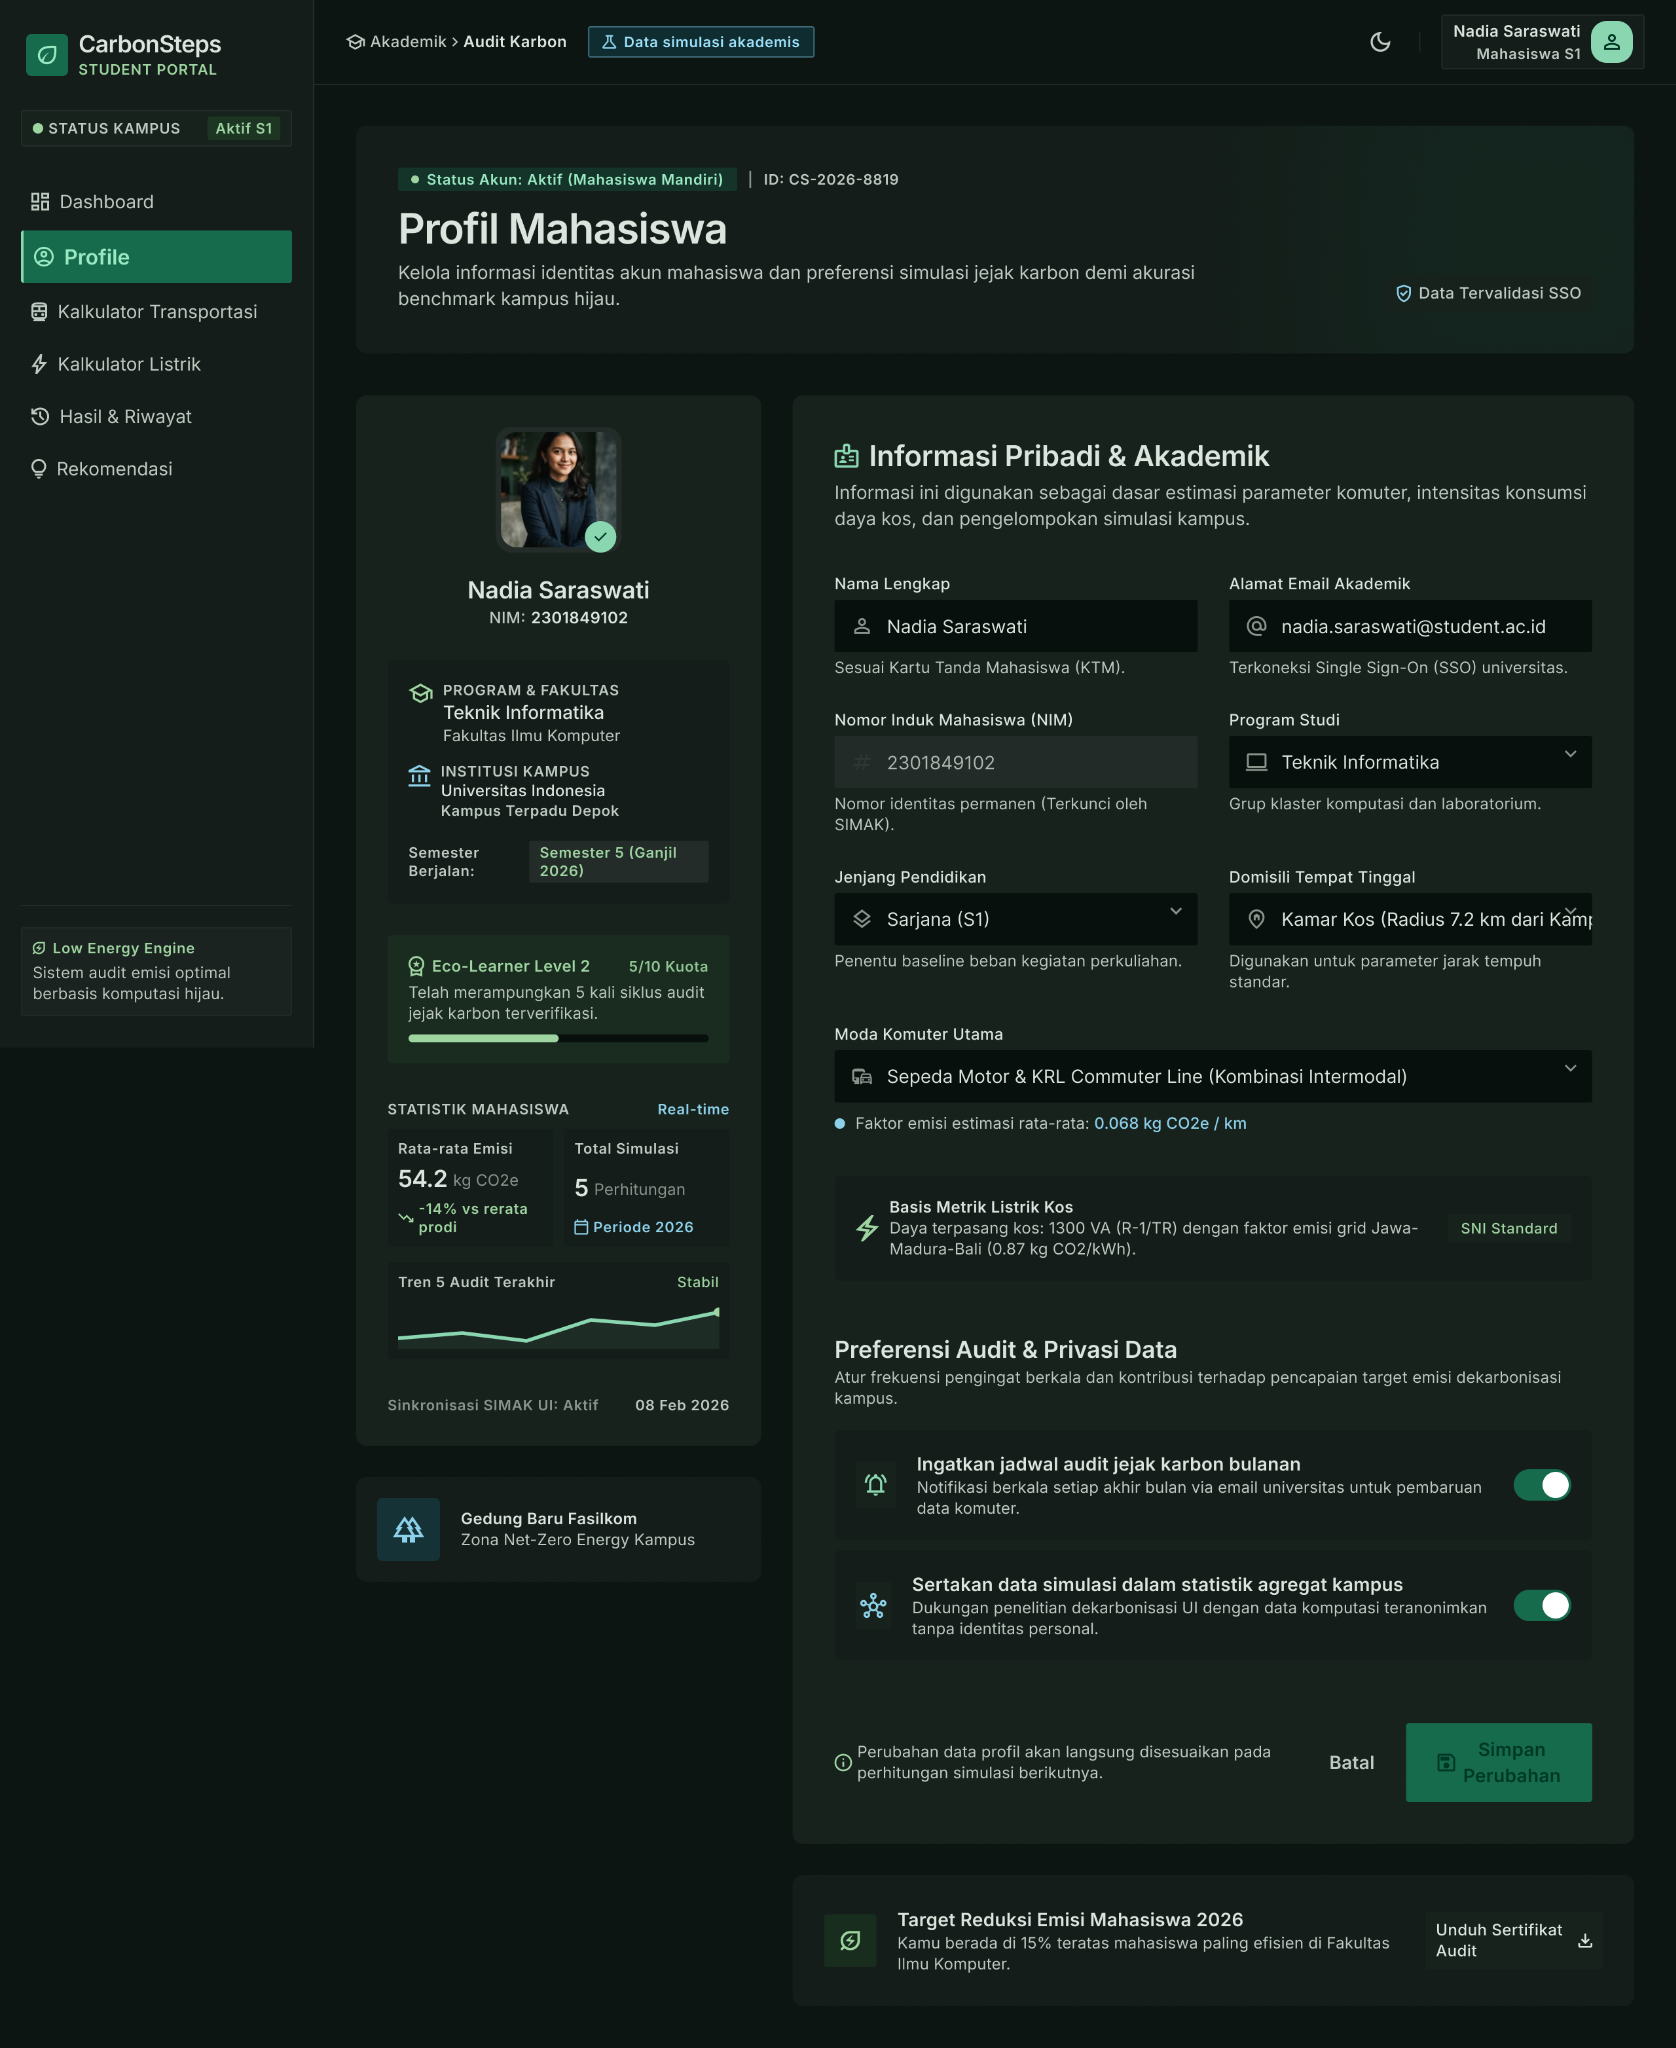 CarbonSteps
STUDENT PORTAL
STATUS KAMPUS
Aktif S1
Dashboard
Profile
Kalkulator Transportasi
Kalkulator Listrik
Hasil & Riwayat
Rekomendasi
Low Energy Engine
Sistem audit emisi optimal
berbasis komputasi hijau.
Akademik
Audit Karbon
Data simulasi akademis
Nadia Saraswati
Mahasiswa S1
Status Akun: Aktif (Mahasiswa Mandiri)
| ID: CS-2026-8819
Profil Mahasiswa
Kelola informasi identitas akun mahasiswa dan preferensi simulasi jejak karbon demi akurasi
benchmark kampus hijau.
Data Tervalidasi SSO
Nadia Saraswati
NIM: 2301849102
PROGRAM & FAKULTAS
Teknik Informatika
Fakultas Ilmu Komputer
INSTITUSI KAMPUS
Universitas Indonesia
Kampus Terpadu Depok
Semester
Berjalan:
Semester 5 (Ganjil
2026)
Eco-Learner Level 2
5/10 Kuota
Telah merampungkan 5 kali siklus audit
jejak karbon terverifikasi.
STATISTIK MAHASISWA
Real-time
Rata-rata Emisi
54.2 kg CO2e
-14% vs rerata
prodi
Total Simulasi
5 Perhitungan
Periode 2026
Tren 5 Audit Terakhir
Stabil
Sinkronisasi SIMAK UI: Aktif
08 Feb 2026
Gedung Baru Fasilkom
Zona Net-Zero Energy Kampus
Informasi Pribadi & Akademik
Informasi ini digunakan sebagai dasar estimasi parameter komuter, intensitas konsumsi
daya kos, dan pengelompokan simulasi kampus.
Nama Lengkap
Nadia Saraswati
Sesuai Kartu Tanda Mahasiswa (KTM).
Alamat Email Akademik
nadia.saraswati@student.ac.id
Terkoneksi Single Sign-On (SSO) universitas.
Nomor Induk Mahasiswa (NIM)
2301849102
Nomor identitas permanen (Terkunci oleh
SIMAK).
Program Studi
Teknik Informatika
Grup klaster komputasi dan laboratorium.
Jenjang Pendidikan
Sarjana (S1)
Penentu baseline beban kegiatan perkuliahan.
Domisili Tempat Tinggal
Kamar Kos (Radius 7.2 km dari Kamp
Digunakan untuk parameter jarak tempuh
standar.
Moda Komuter Utama
Sepeda Motor & KRL Commuter Line (Kombinasi Intermodal)
Faktor emisi estimasi rata-rata: 0.068 kg CO2e / km
Basis Metrik Listrik Kos
Daya terpasang kos: 1300 VA (R-1/TR) dengan faktor emisi grid Jawa-
Madura-Bali (0.87 kg CO2/kWh).
SNI Standard
Preferensi Audit & Privasi Data
Atur frekuensi pengingat berkala dan kontribusi terhadap pencapaian target emisi dekarbonisasi
kampus.
Ingatkan jadwal audit jejak karbon bulanan
Notifikasi berkala setiap akhir bulan via email universitas untuk pembaruan
data komuter.
Sertakan data simulasi dalam statistik agregat kampus
Dukungan penelitian dekarbonisasi UI dengan data komputasi teranonimkan
tanpa identitas personal.
Perubahan data profil akan langsung disesuaikan pada
perhitungan simulasi berikutnya.
Batal
Simpan
Perubahan
Target Reduksi Emisi Mahasiswa 2026
Kamu berada di 15% teratas mahasiswa paling efisien di Fakultas
Ilmu Komputer.
Unduh Sertifikat
Audit